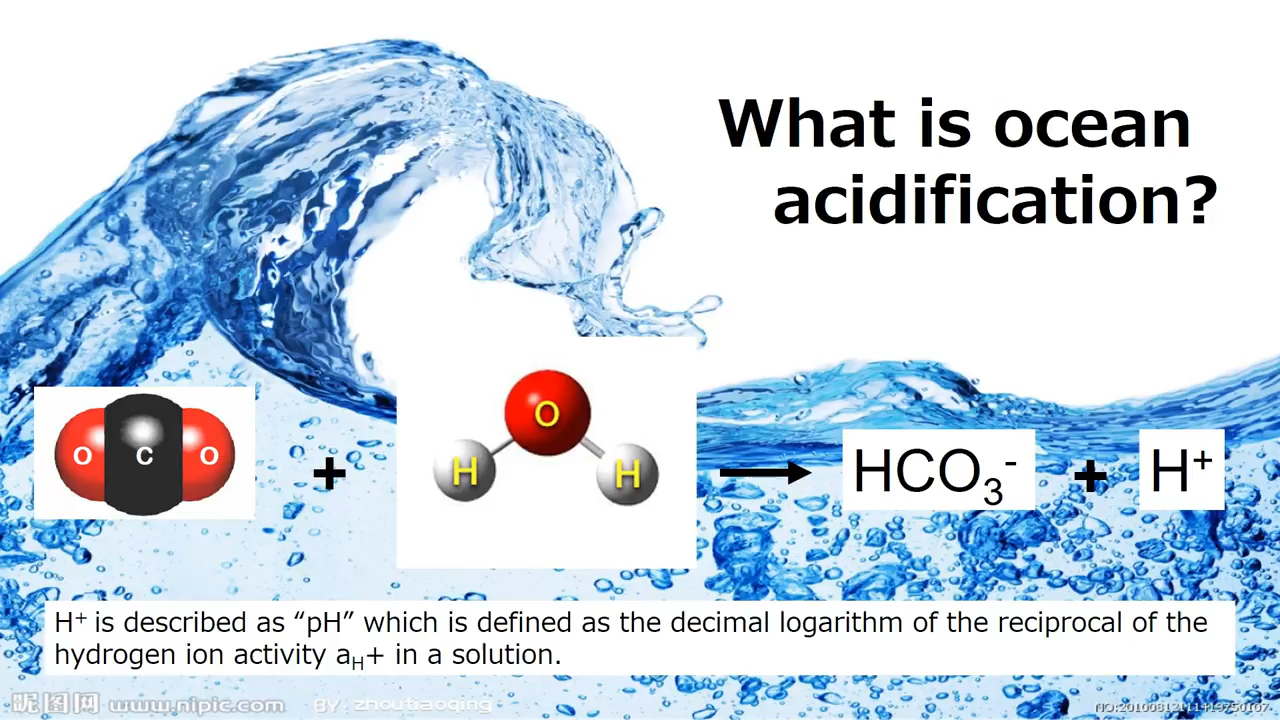 What is ocean
acidification?
O C O
+
O
H H
→
HCO₃⁻ + H⁺
H⁺ is described as “pH” which is defined as the decimal logarithm of the reciprocal of the
hydrogen ion activity aH+ in a solution.
昵图网 www.nipic.com BY: zhoutiaoqing